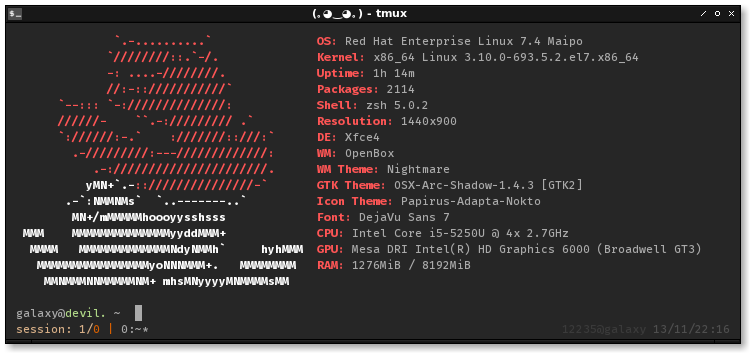 (｡◕‿◕｡) - tmux
OS: Red Hat Enterprise Linux 7.4 Maipo
Kernel: x86_64 Linux 3.10.0-693.5.2.el7.x86_64
Uptime: 1h 14m
Packages: 2114
Shell: zsh 5.0.2
Resolution: 1440x900
DE: Xfce4
WM: OpenBox
WM Theme: Nightmare
GTK Theme: OSX-Arc-Shadow-1.4.3 [GTK2]
Icon Theme: Papirus-Adapta-Nokto
Font: DejaVu Sans 7
CPU: Intel Core i5-5250U @ 4x 2.7GHz
GPU: Mesa DRI Intel(R) HD Graphics 6000 (Broadwell GT3)
RAM: 1276MiB / 8192MiB
galaxy@devil. ~
session: 1/0 | 0:~* 12235@galaxy 13/11/22:16